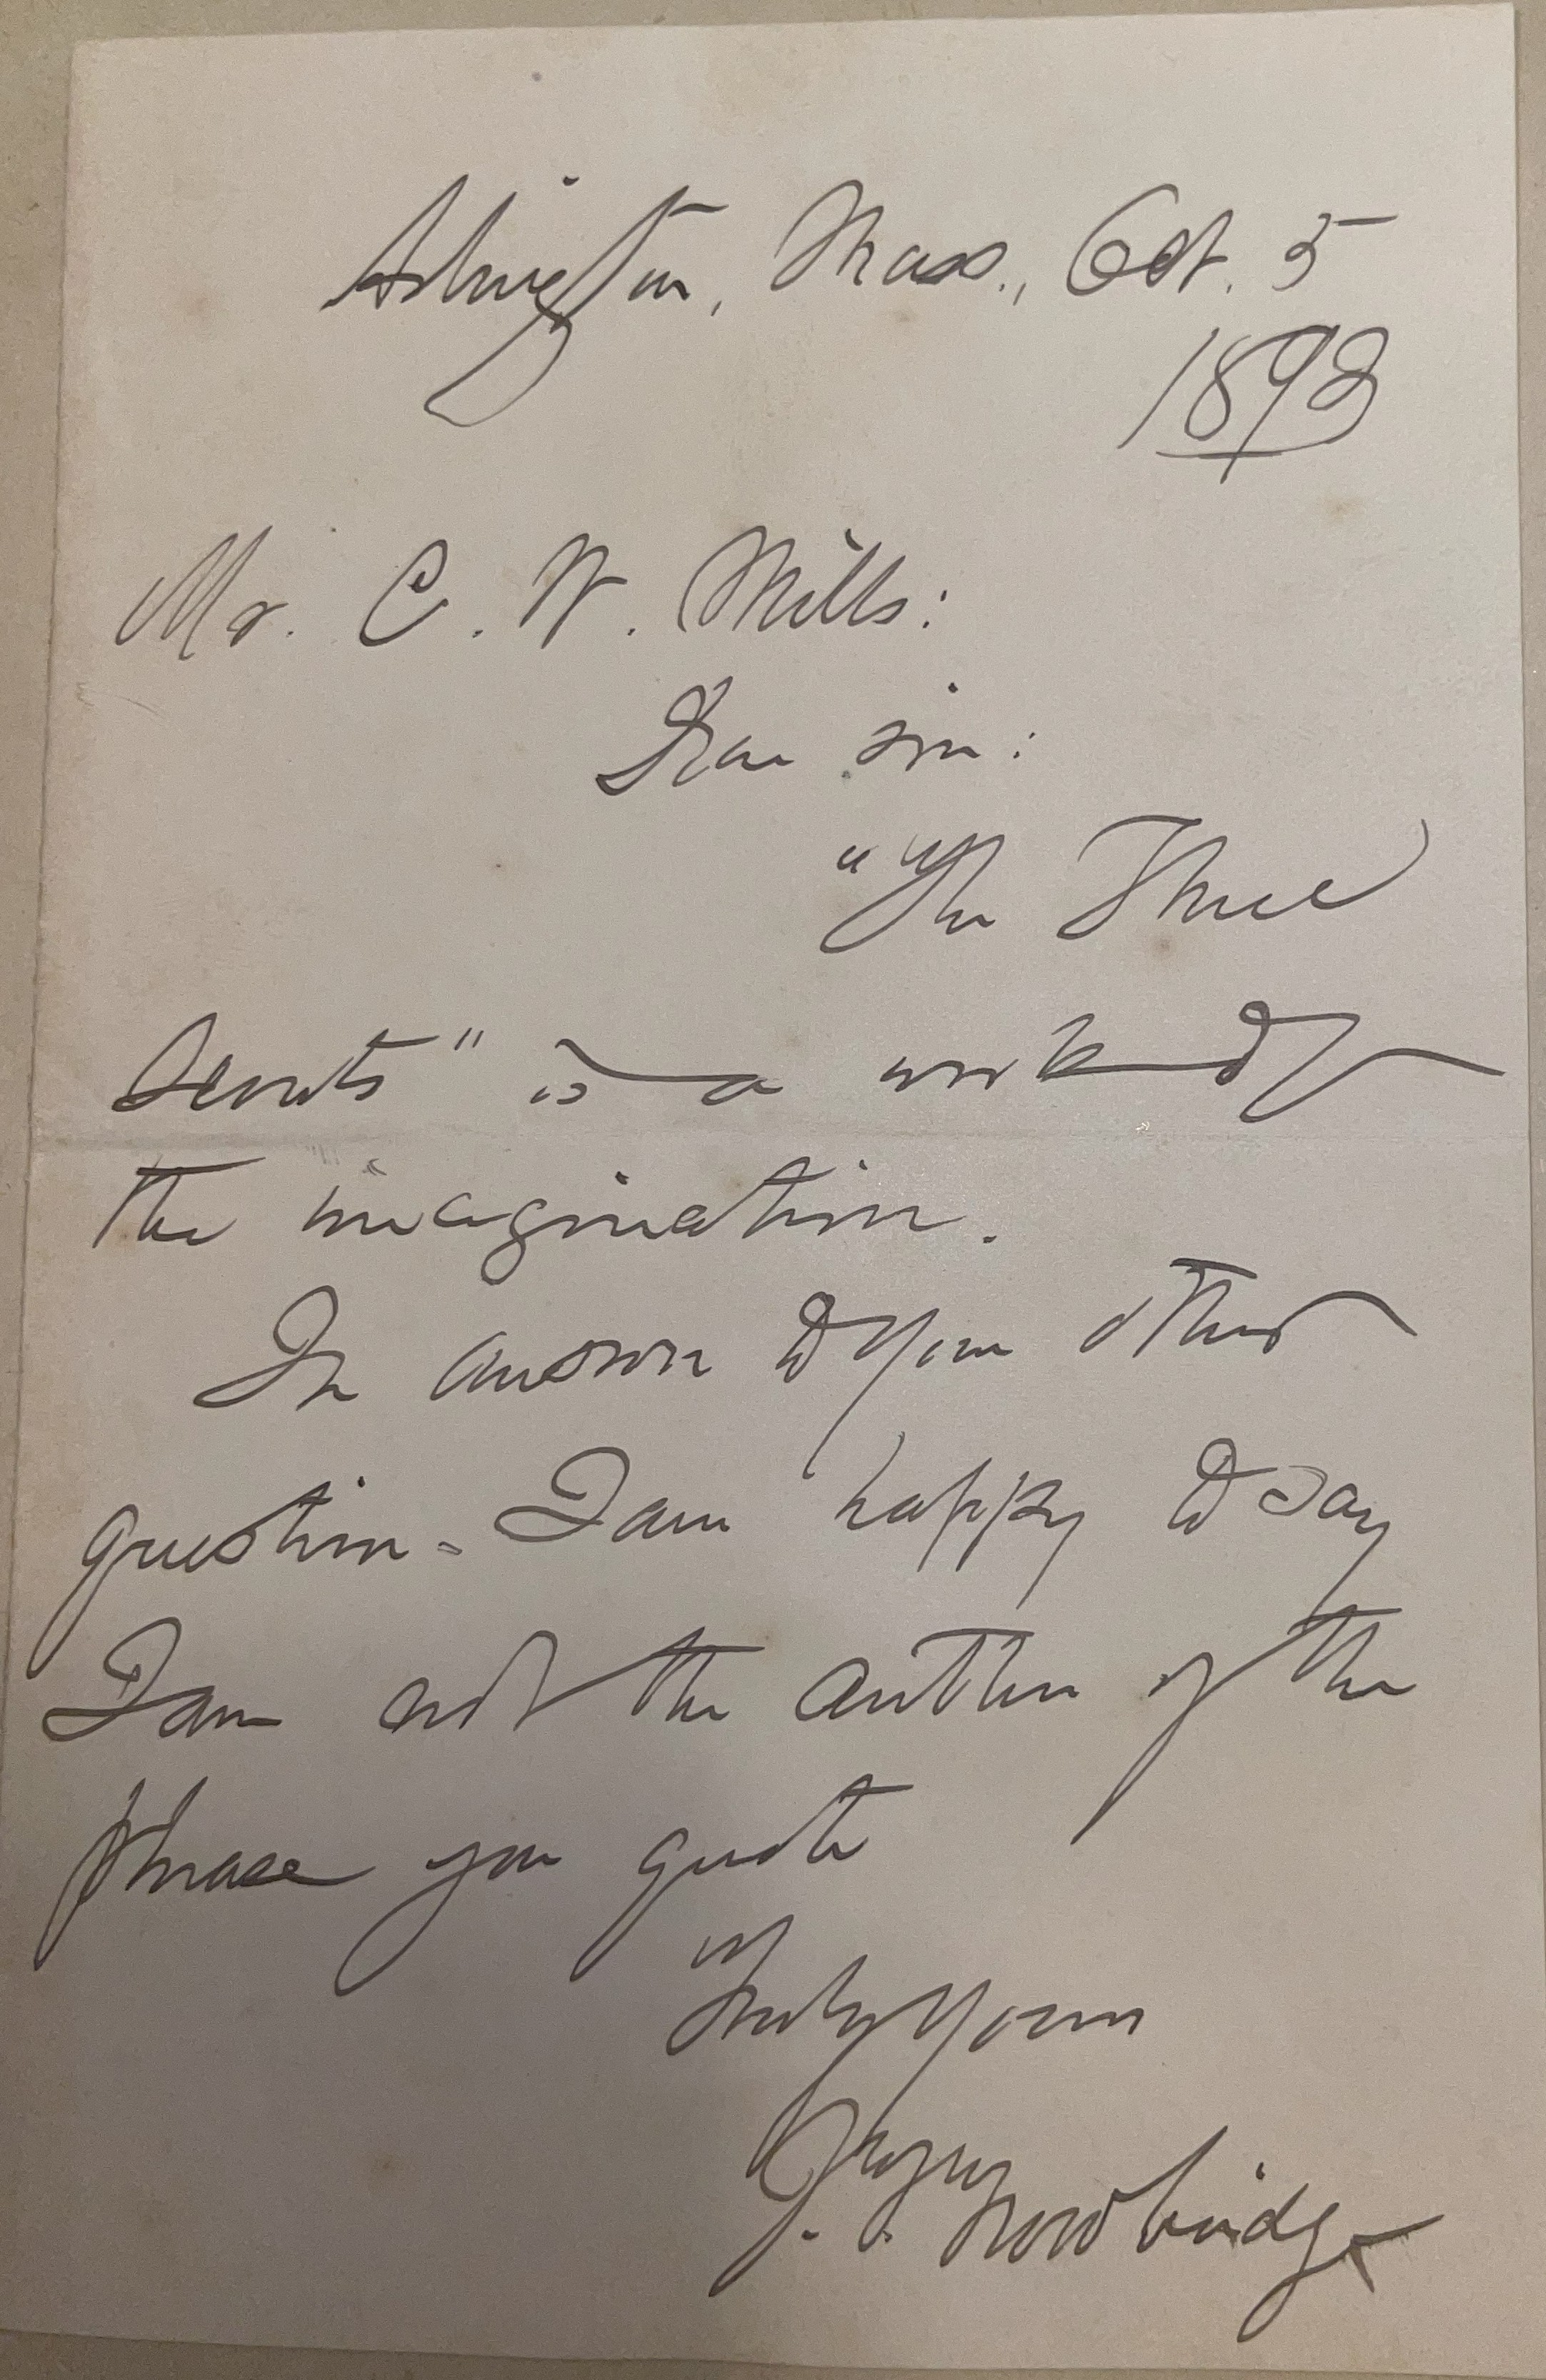 Arlington, Mass., Oct. 5
1898
Mr. C. W. Mills:
Dear sir:
"The Three
Scouts" is a work of
the imagination.
In answer to your other
question - I am happy to say
I am not the author of the
phrase you quote
Truly Yours
J. T. Trowbridge